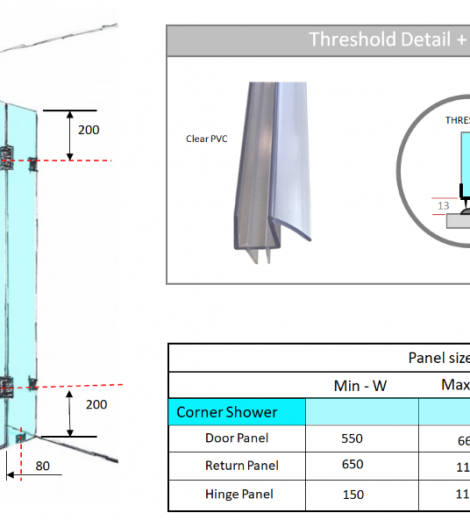 Threshold Detail +
200
Clear PVC
THRES
13
200
80
Panel size
Min - W Max
Corner Shower
Door Panel 550 66
Return Panel 650 11
Hinge Panel 150 11